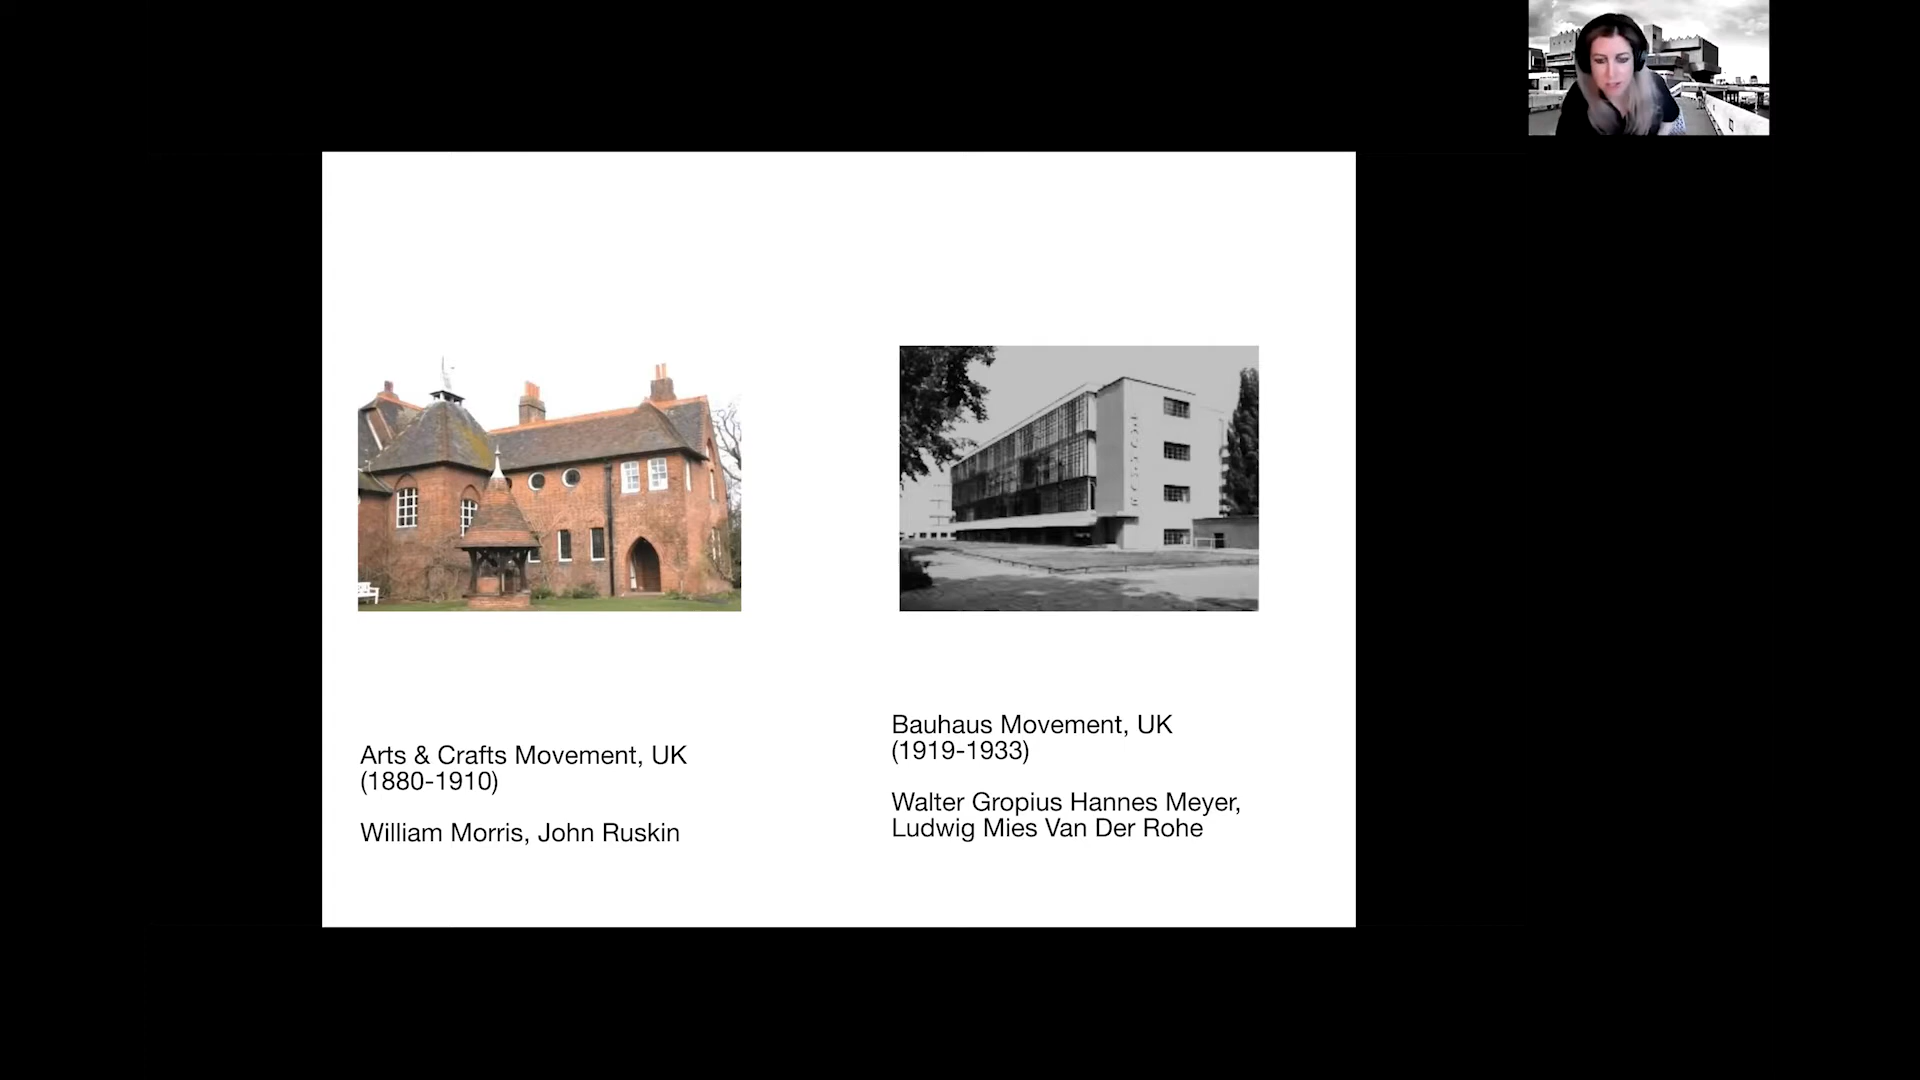 BAUHAUS
Arts & Crafts Movement, UK
(1880-1910)
William Morris, John Ruskin
Bauhaus Movement, UK
(1919-1933)
Walter Gropius Hannes Meyer,
Ludwig Mies Van Der Rohe